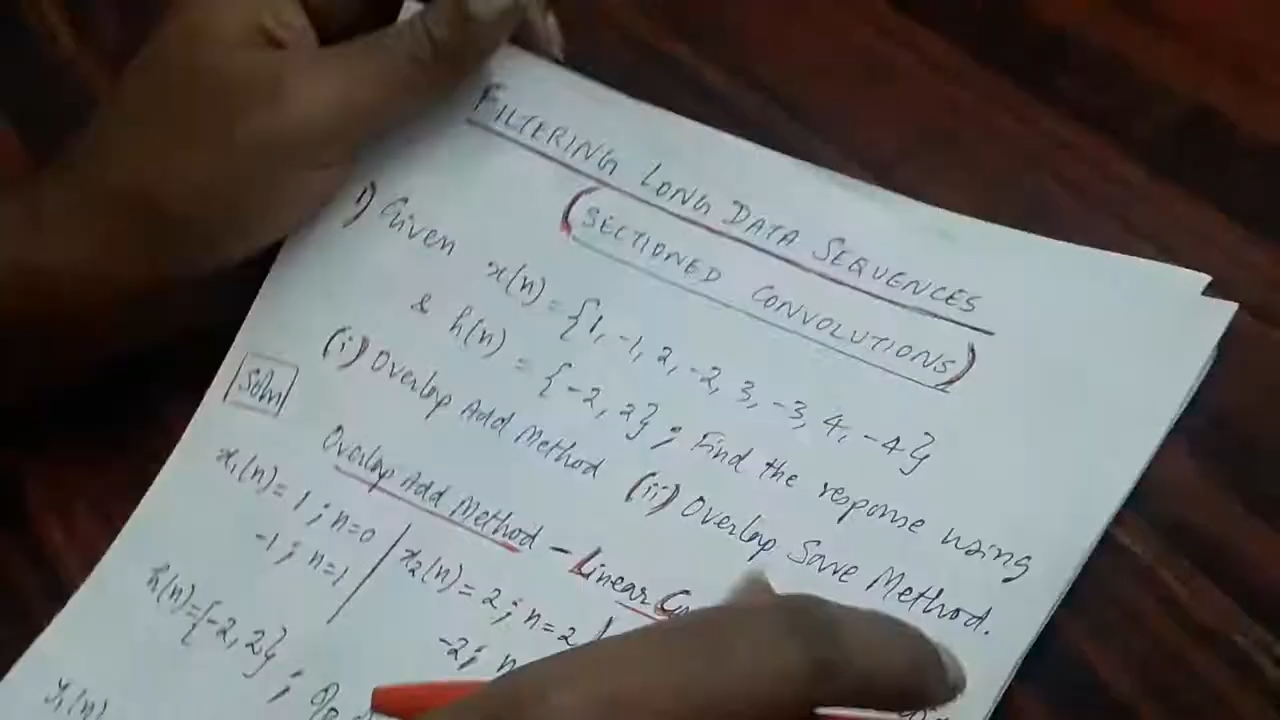 FILTERING LONG DATA SEQUENCES
(SECTIONED CONVOLUTIONS)
1) Given x(n) = {1, -1, 2, -2, 3, -3, 4, -4}
& h(n) = {-2, 2} ; Find the response using
(i) Overlap Add Method (ii) Overlap Save Method.
Soln
Overlap Add Method - Linear
x1(n) = 1 ; n=0 | x2(n) = 2 ; n=2
-1 ; n=1 -2 ; n
h(n)={-2, 2} ;
y1(n)